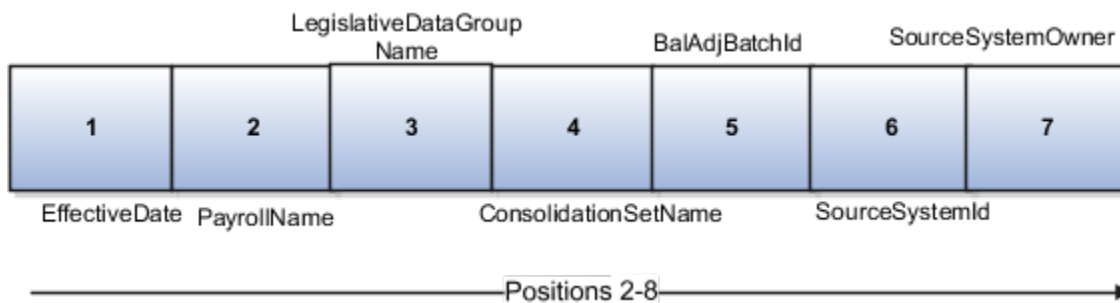 LegislativeDataGroup
Name
BalAdjBatchId
SourceSystemOwner
1
2
3
4
5
6
7
EffectiveDate
PayrollName
ConsolidationSetName
SourceSystemId
Positions 2-8